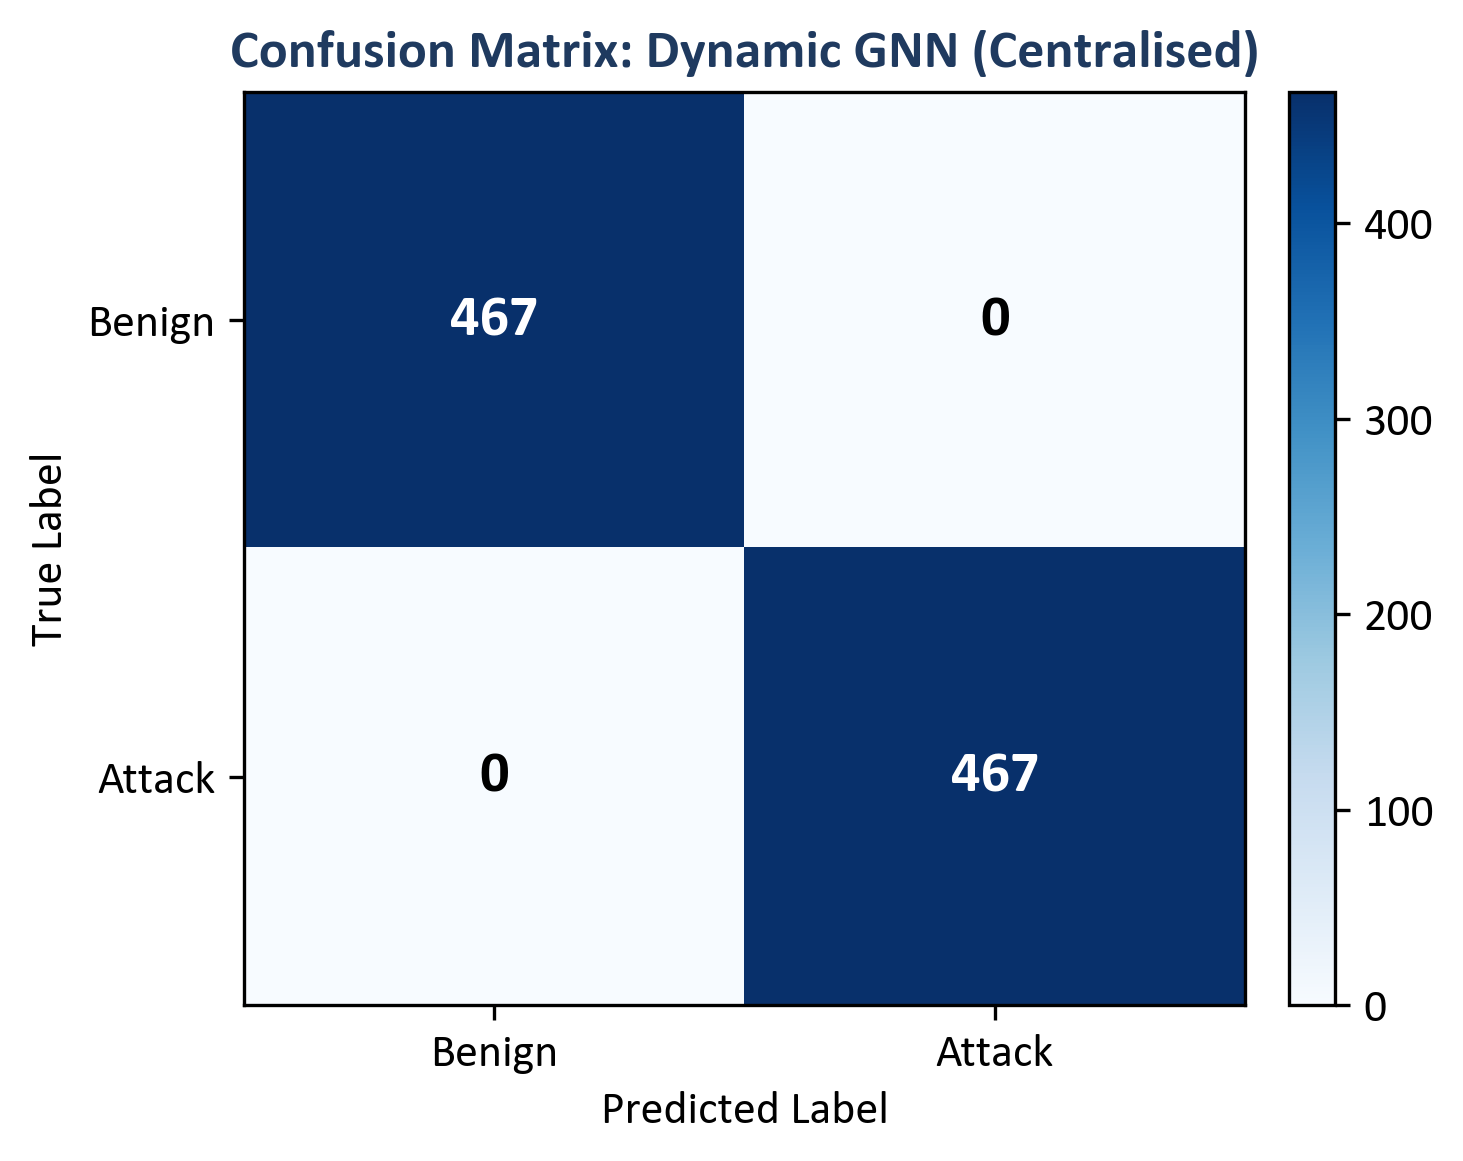 Confusion Matrix: Dynamic GNN (Centralised)
True Label
Benign
467
0
Attack
0
467
Benign
Attack
Predicted Label
400
300
200
100
0